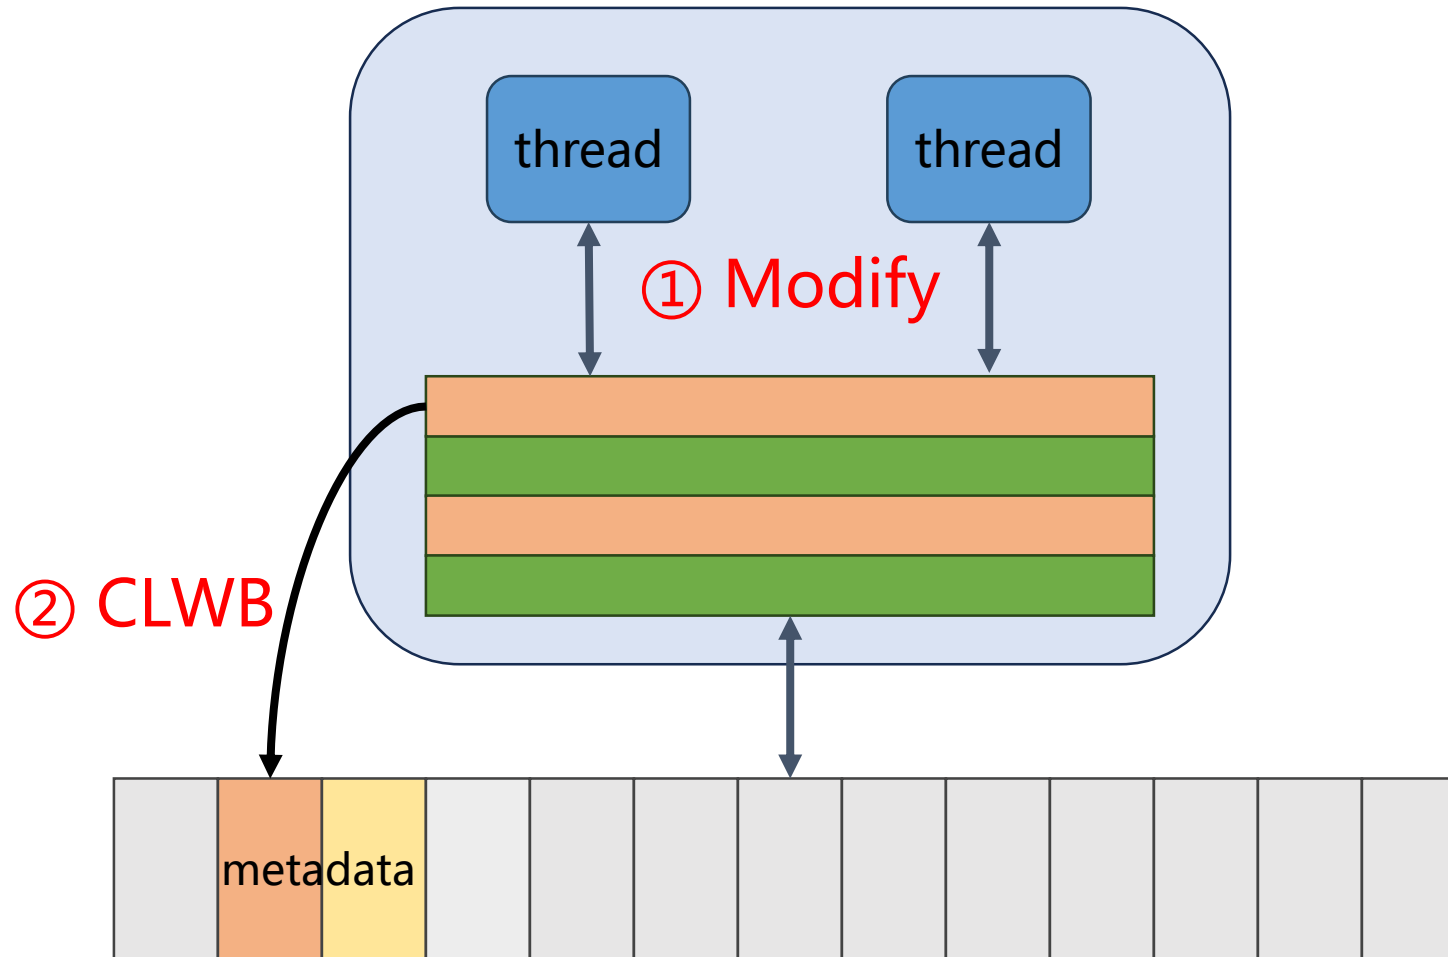 thread
thread
① Modify
② CLWB
metadata